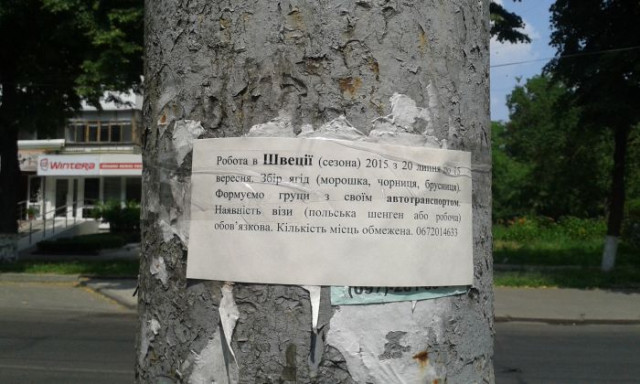 Wintera
Робота в Швеції (сезона) 2015 з 20 липня по 15
вересня. Збір ягід (морошка, чорниця, брусниця).
Формуємо групи з своїм автотранспортом.
Наявність візи (польська шенген або робоча)
обов'язкова. Кількість місць обмежена. 0672014633